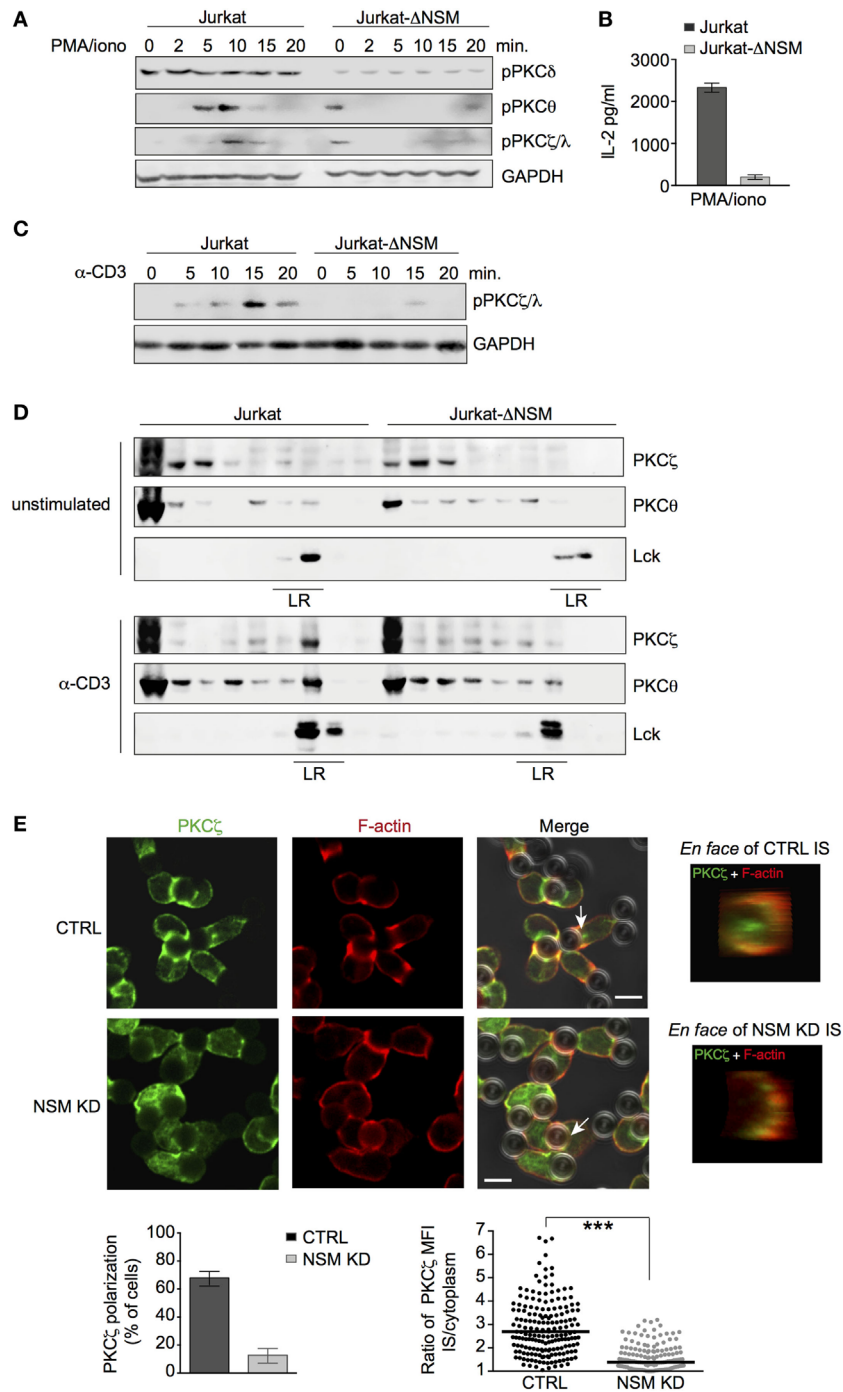 A
Jurkat
Jurkat-ΔNSM
PMA/iono 0 2 5 10 15 20 0 2 5 10 15 20 min.
pPKCδ
pPKCθ
pPKCζ/λ
GAPDH
B
Jurkat
Jurkat-ΔNSM
IL-2 pg/ml
3000
2000
1000
0
PMA/iono
C
Jurkat
Jurkat-ΔNSM
α-CD3 0 5 10 15 20 0 5 10 15 20 min.
pPKCζ/λ
GAPDH
D
Jurkat
Jurkat-ΔNSM
unstimulated
PKCζ
PKCθ
Lck
LR
LR
α-CD3
PKCζ
PKCθ
Lck
LR
LR
E
PKCζ
F-actin
Merge
En face of CTRL IS
PKCζ + F-actin
CTRL
En face of NSM KD IS
PKCζ + F-actin
NSM KD
PKCζ polarization
(% of cells)
100
80
60
40
20
0
CTRL
NSM KD
Ratio of PKCζ MFI
IS/cytoplasm
7
6
5
4
3
2
1
***
CTRL
NSM KD